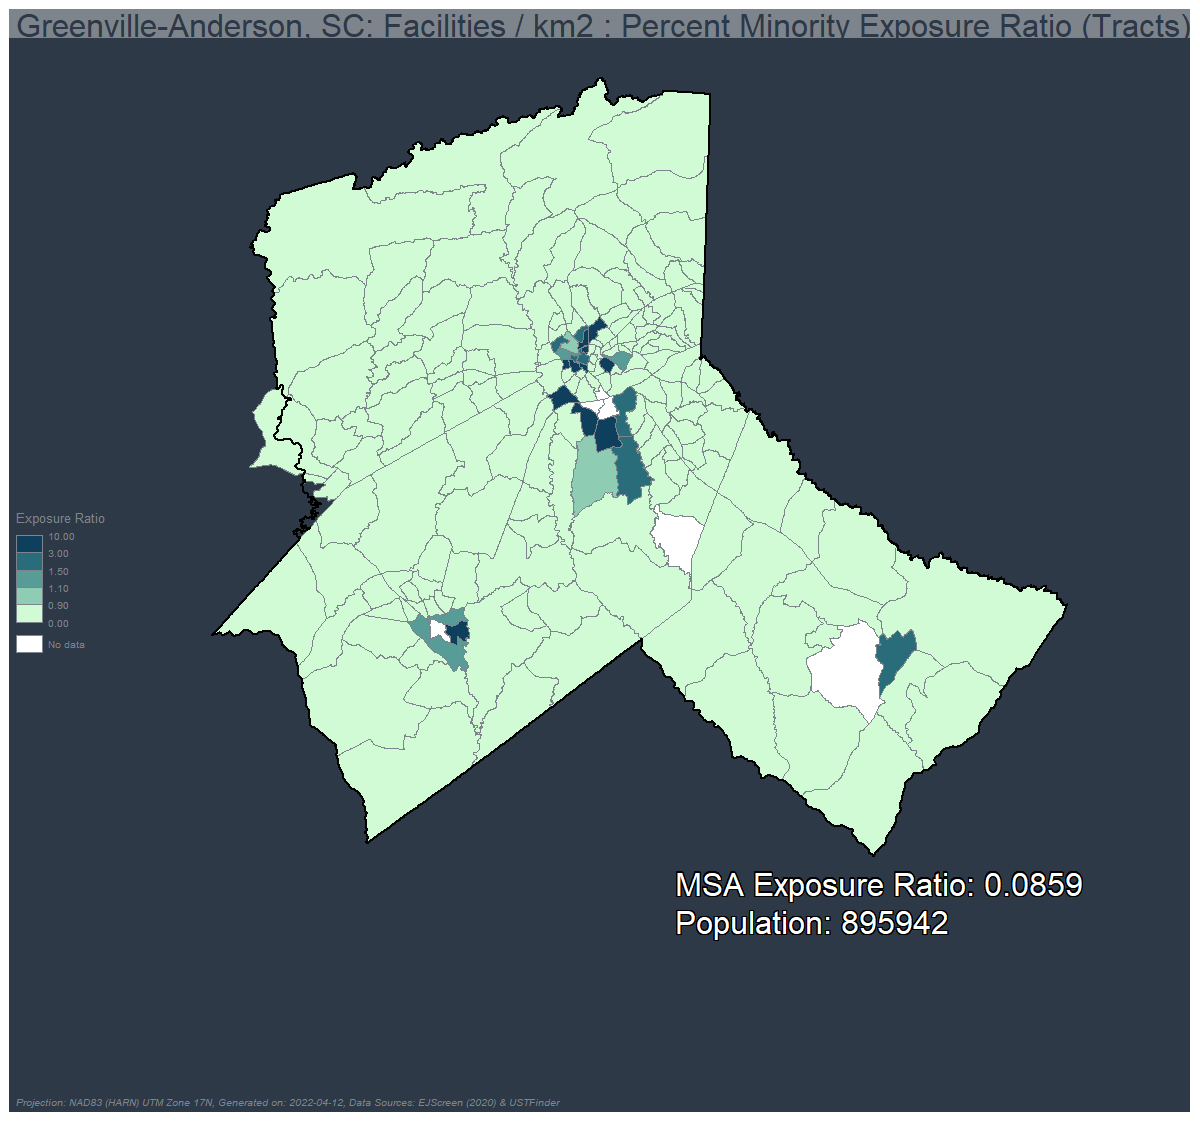 Greenville-Anderson, SC: Facilities / km2 : Percent Minority Exposure Ratio (Tracts)
Exposure Ratio
10.00
3.00
1.50
1.10
0.90
0.00
No data
MSA Exposure Ratio: 0.0859
Population: 895942
Projection: NAD83 (HARN) UTM Zone 17N, Generated on: 2022-04-12, Data Sources: EJScreen (2020) & USTFinder